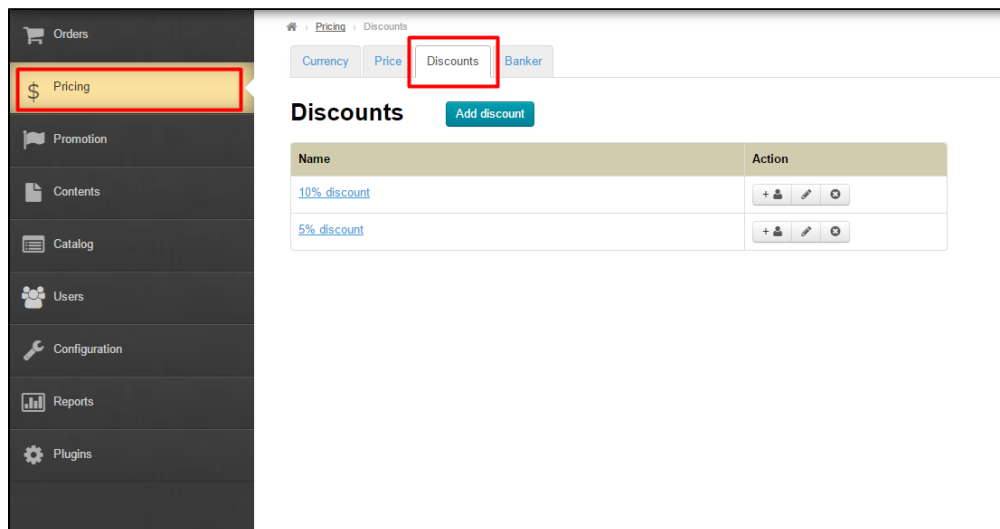 Orders
Pricing
Promotion
Contents
Catalog
Users
Configuration
Reports
Plugins
› Pricing › Discounts
Currency Price Discounts Banker
Discounts Add discount
Name Action
10% discount +
5% discount +